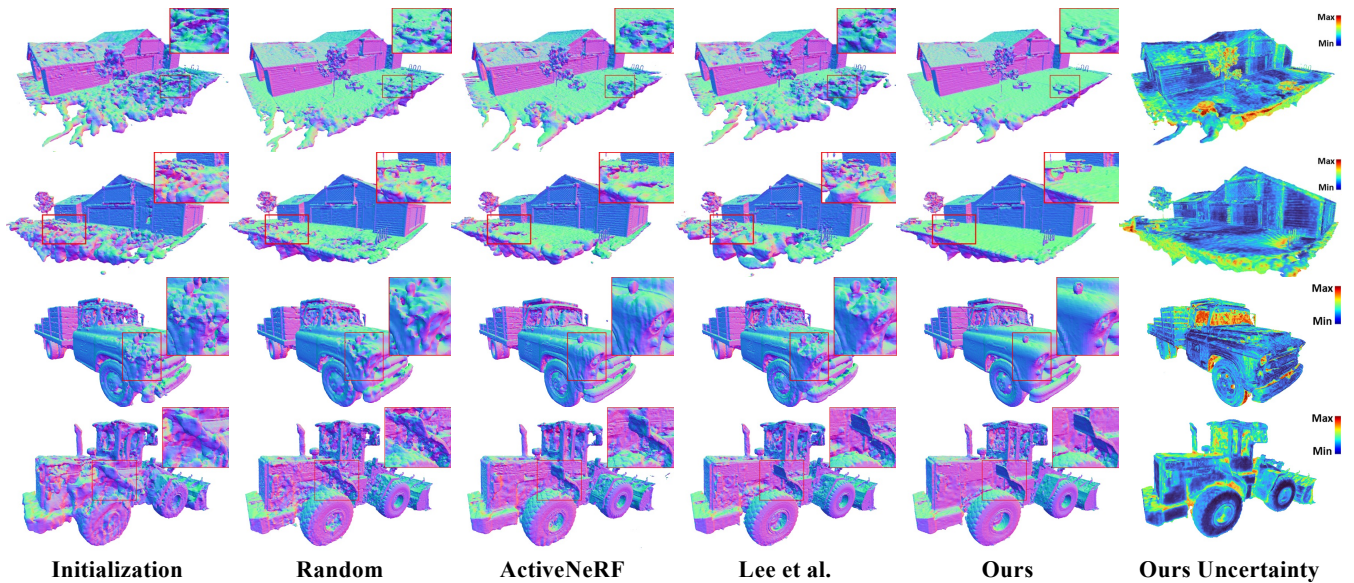 Max
Min
Max
Min
Max
Min
Max
Min
Initialization Random ActiveNeRF Lee et al. Ours Ours Uncertainty